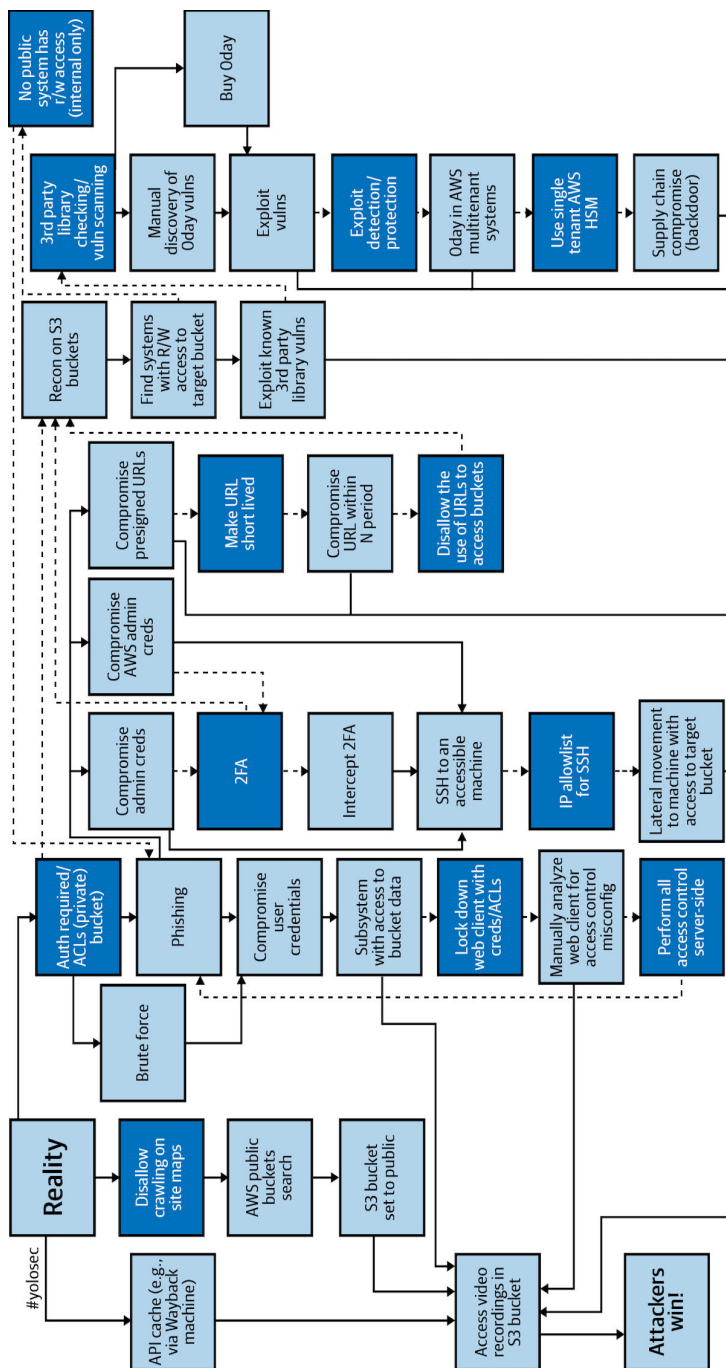 Reality
#yolosec
API cache (e.g.,
via Wayback
machine)
Disallow
crawling on
site maps
AWS public
buckets
search
S3 bucket
set to public
Access video
recordings in
S3 bucket
Attackers
win!
Brute force
Auth required/
ACLs (private)
bucket)
Phishing
Compromise
user
credentials
Subsystem
with access to
bucket data
Lock down
web client with
creds/ACLs
Manually analyze
web client for
access control
misconfig
Perform all
access control
server-side
Compromise
admin creds
2FA
Intercept 2FA
SSH to an
accessible
machine
IP allowlist
for SSH
Lateral movement
to machine with
access to target
bucket
Compromise
AWS admin
creds
Compromise
presigned URLs
Make URL
short lived
Compromise
URL within
N period
Disallow the
use of URLs to
access buckets
Recon on S3
buckets
Find systems
with R/W
access to
target bucket
Exploit known
3rd party
library vulns
No public
system has
r/w access
(internal only)
3rd party
library
checking/
vuln scanning
Manual
discovery of
0day vulns
Buy 0day
Exploit
vulns
Exploit
detection/
protection
0day in AWS
multitenant
systems
Use single
tenant AWS
HSM
Supply chain
compromise
(backdoor)